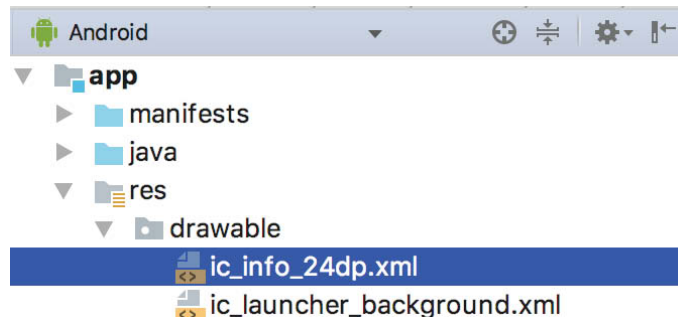 Android
app
manifests
java
res
drawable
ic_info_24dp.xml
ic_launcher_background.xml